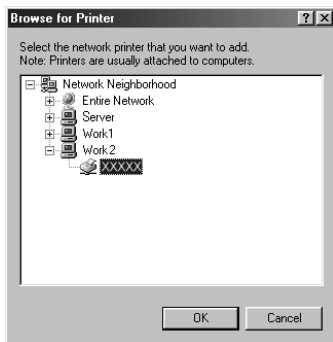 Browse for Printer
Select the network printer that you want to add.
Note: Printers are usually attached to computers.
Network Neighborhood
Entire Network
Server
Work1
Work2
XXXXX
OK Cancel